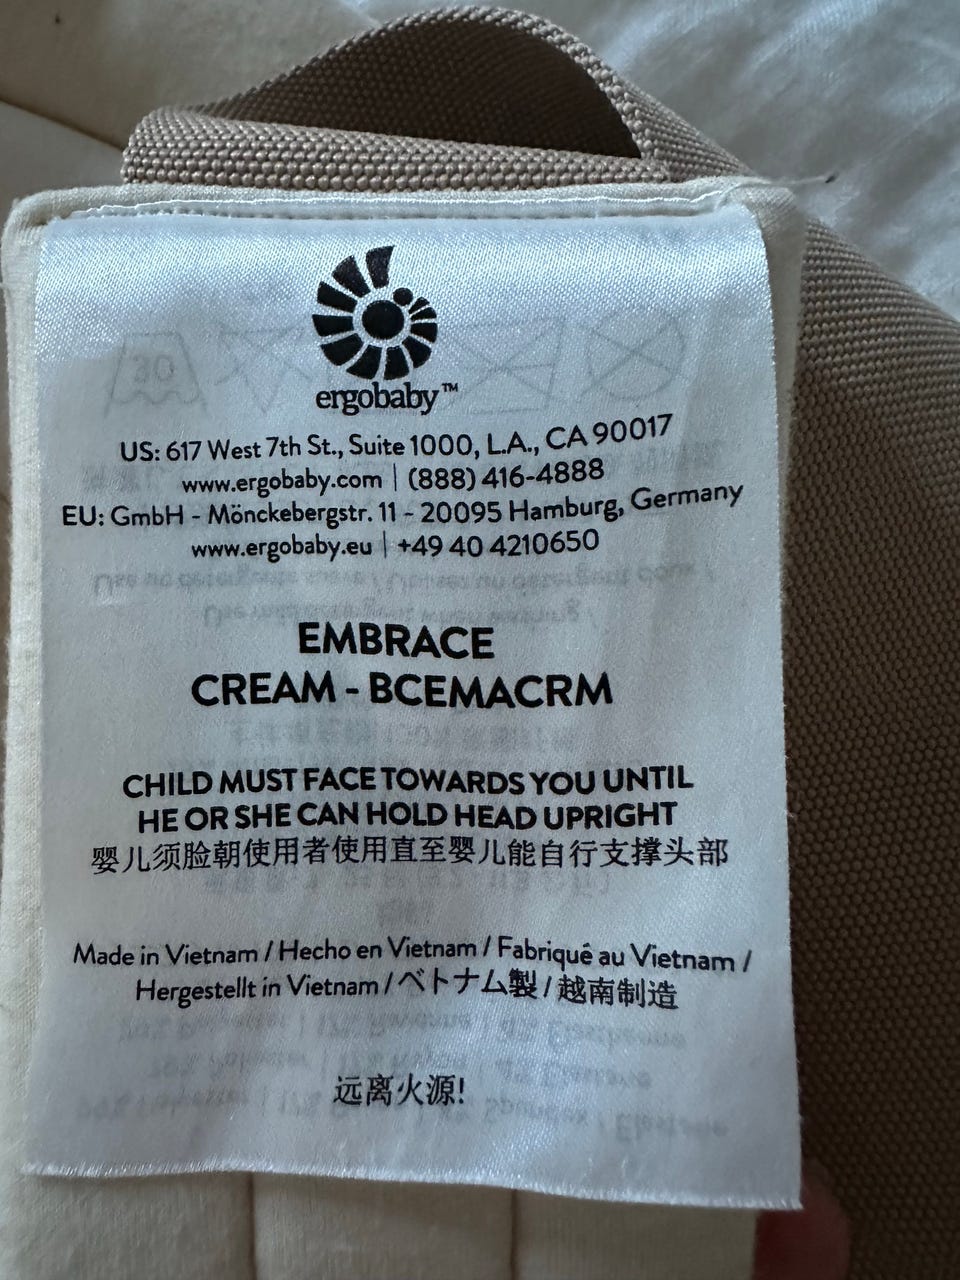 ergobaby™
US: 617 West 7th St., Suite 1000, L.A., CA 90017
www.ergobaby.com | (888) 416-4888
EU: GmbH - Mönckebergstr. 11 - 20095 Hamburg, Germany
www.ergobaby.eu | +49 40 4210650
EMBRACE
CREAM - BCEMACRM
CHILD MUST FACE TOWARDS YOU UNTIL
HE OR SHE CAN HOLD HEAD UPRIGHT
婴儿须脸朝使用者使用直至婴儿能自行支撑头部
Made in Vietnam / Hecho en Vietnam / Fabriqué au Vietnam /
Hergestellt in Vietnam / ベトナム製 / 越南制造
远离火源!